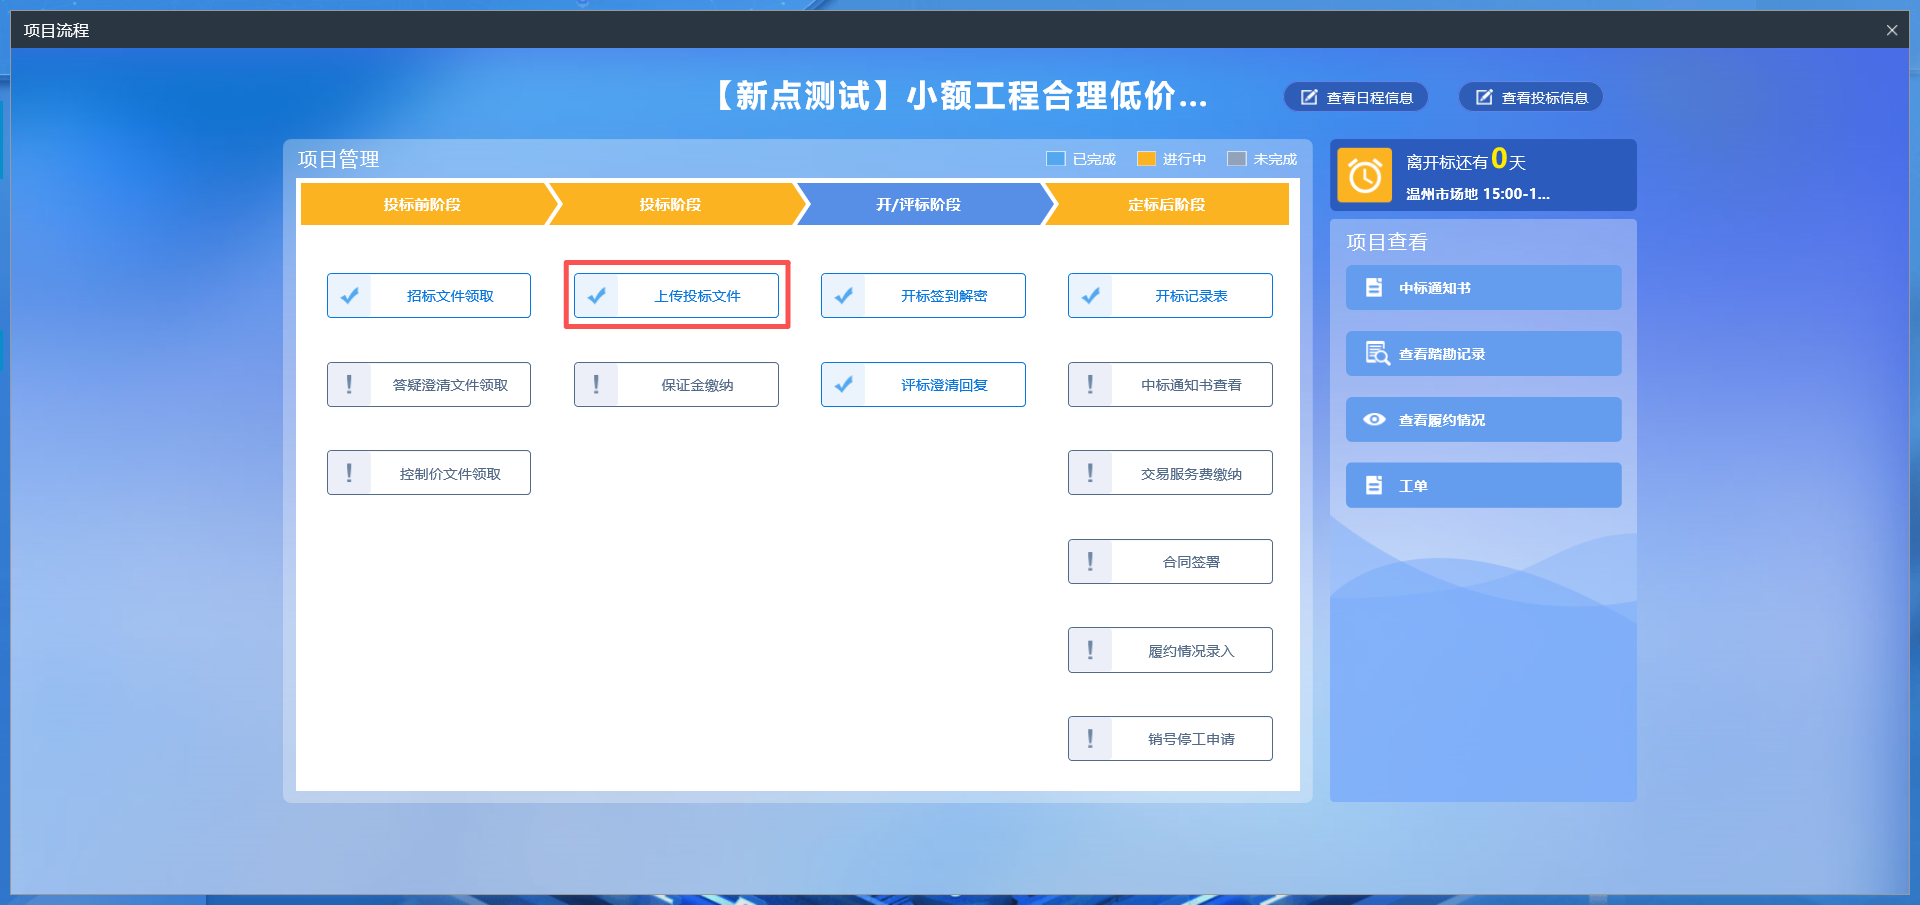 项目流程
【新点测试】小额工程合理低价...
查看日程信息
查看投标信息
项目管理
已完成
进行中
未完成
投标前阶段
投标阶段
开/评标阶段
定标后阶段
招标文件领取
上传投标文件
开标签到解密
开标记录表
答疑澄清文件领取
保证金缴纳
评标澄清回复
中标通知书查看
控制价文件领取
交易服务费缴纳
合同签署
履约情况录入
销号停工申请
离开标还有0天
温州市场地 15:00-1...
项目查看
中标通知书
查看踏勘记录
查看履约情况
工单